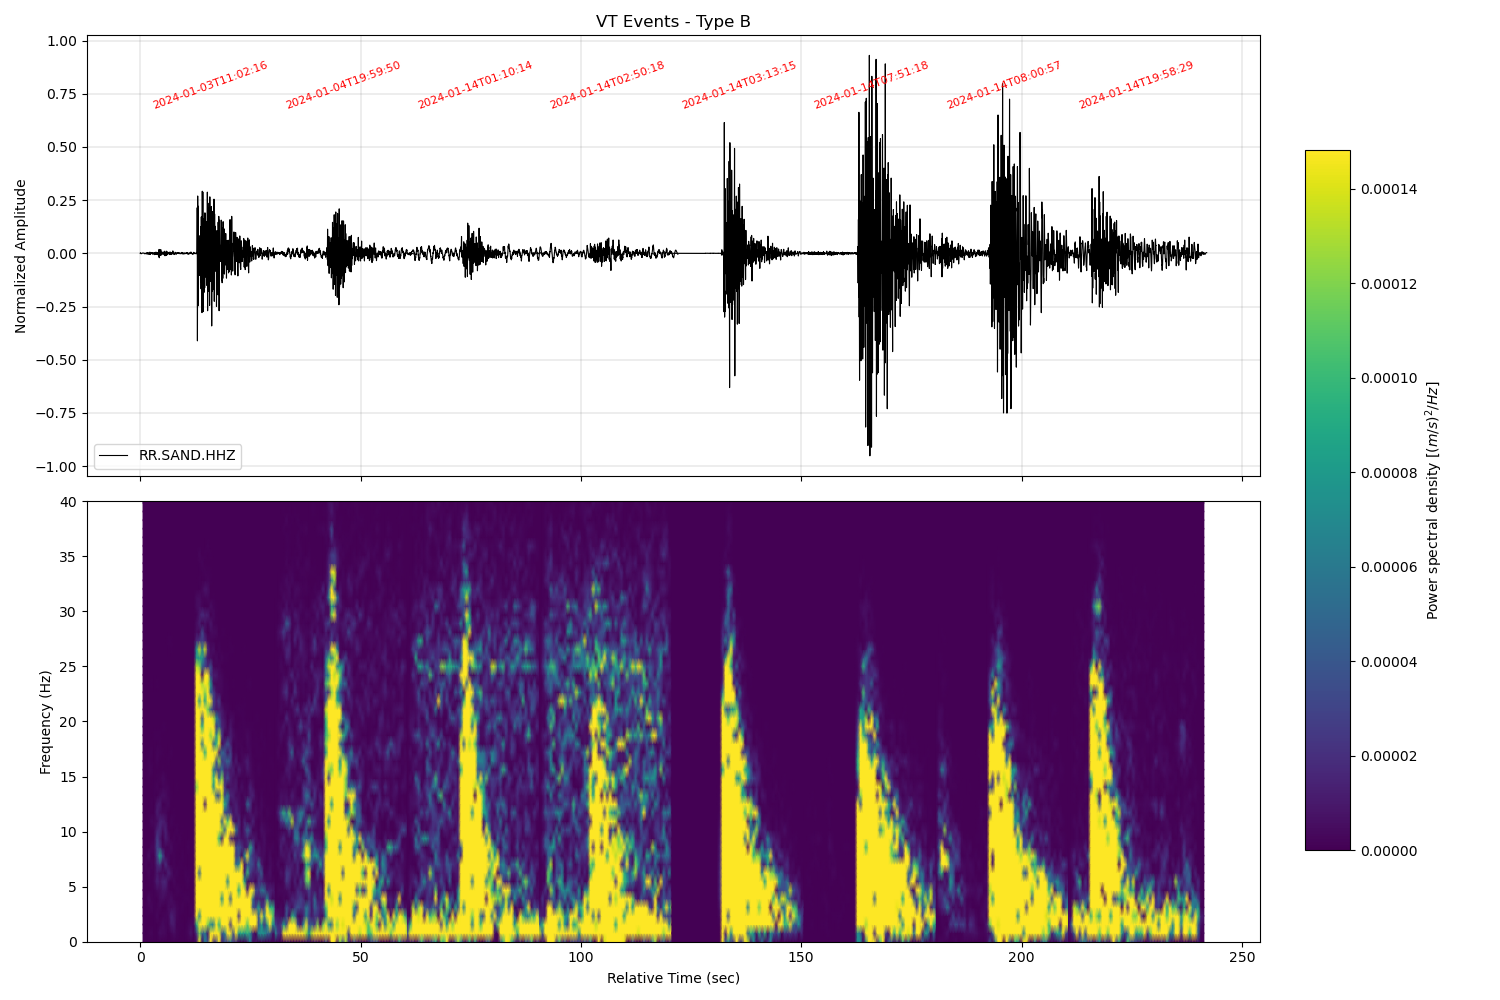 VT Events - Type B
1.00
0.75
0.50
0.25
0.00
−0.25
−0.50
−0.75
−1.00
Normalized Amplitude
2024-01-03T11:02:16
2024-01-04T19:59:50
2024-01-14T01:10:14
2024-01-14T02:50:18
2024-01-14T03:13:15
2024-01-14T07:51:18
2024-01-14T08:00:57
2024-01-14T19:58:29
RR.SAND.HHZ
40
35
30
25
20
15
10
5
0
Frequency (Hz)
0
50
100
150
200
250
Relative Time (sec)
0.00014
0.00012
0.00010
0.00008
0.00006
0.00004
0.00002
0.00000
Power spectral density [(m/s)²/Hz]